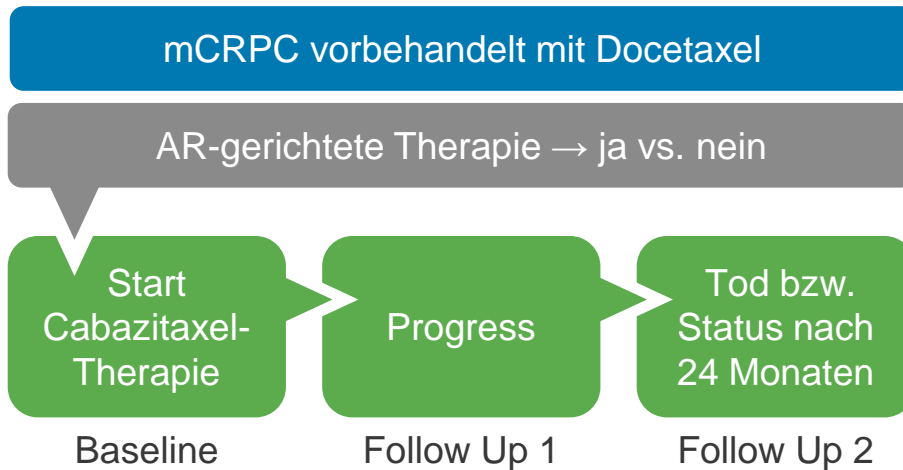 mCRPC vorbehandelt mit Docetaxel
AR-gerichtete Therapie → ja vs. nein
Start
Cabazitaxel-
Therapie
Progress
Tod bzw.
Status nach
24 Monaten
Baseline
Follow Up 1
Follow Up 2